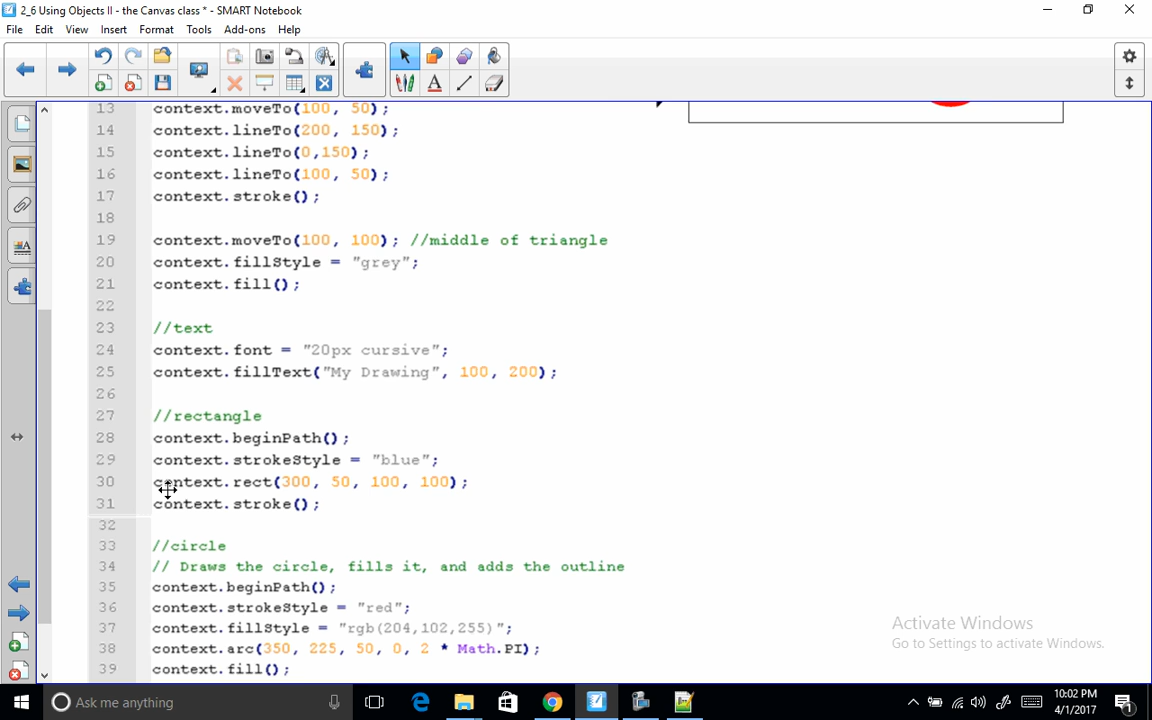 2_6 Using Objects II - the Canvas class * - SMART Notebook
File Edit View Insert Format Tools Add-ons Help
13 context.moveTo(100, 50);
14 context.lineTo(200, 150);
15 context.lineTo(0,150);
16 context.lineTo(100, 50);
17 context.stroke();
18
19 context.moveTo(100, 100); //middle of triangle
20 context.fillStyle = "grey";
21 context.fill();
22
23 //text
24 context.font = "20px cursive";
25 context.fillText("My Drawing", 100, 200);
26
27 //rectangle
28 context.beginPath();
29 context.strokeStyle = "blue";
30 context.rect(300, 50, 100, 100);
31 context.stroke();
32
33 //circle
34 // Draws the circle, fills it, and adds the outline
35 context.beginPath();
36 context.strokeStyle = "red";
37 context.fillStyle = "rgb(204,102,255)";
38 context.arc(350, 225, 50, 0, 2 * Math.PI);
39 context.fill();
Activate Windows
Go to Settings to activate Windows.
Ask me anything
10:02 PM
4/1/2017
1